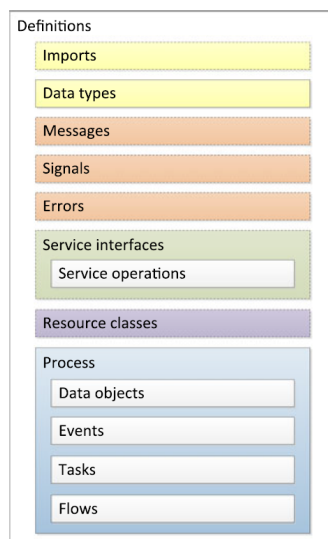 Definitions
Imports
Data types
Messages
Signals
Errors
Service interfaces
Service operations
Resource classes
Process
Data objects
Events
Tasks
Flows